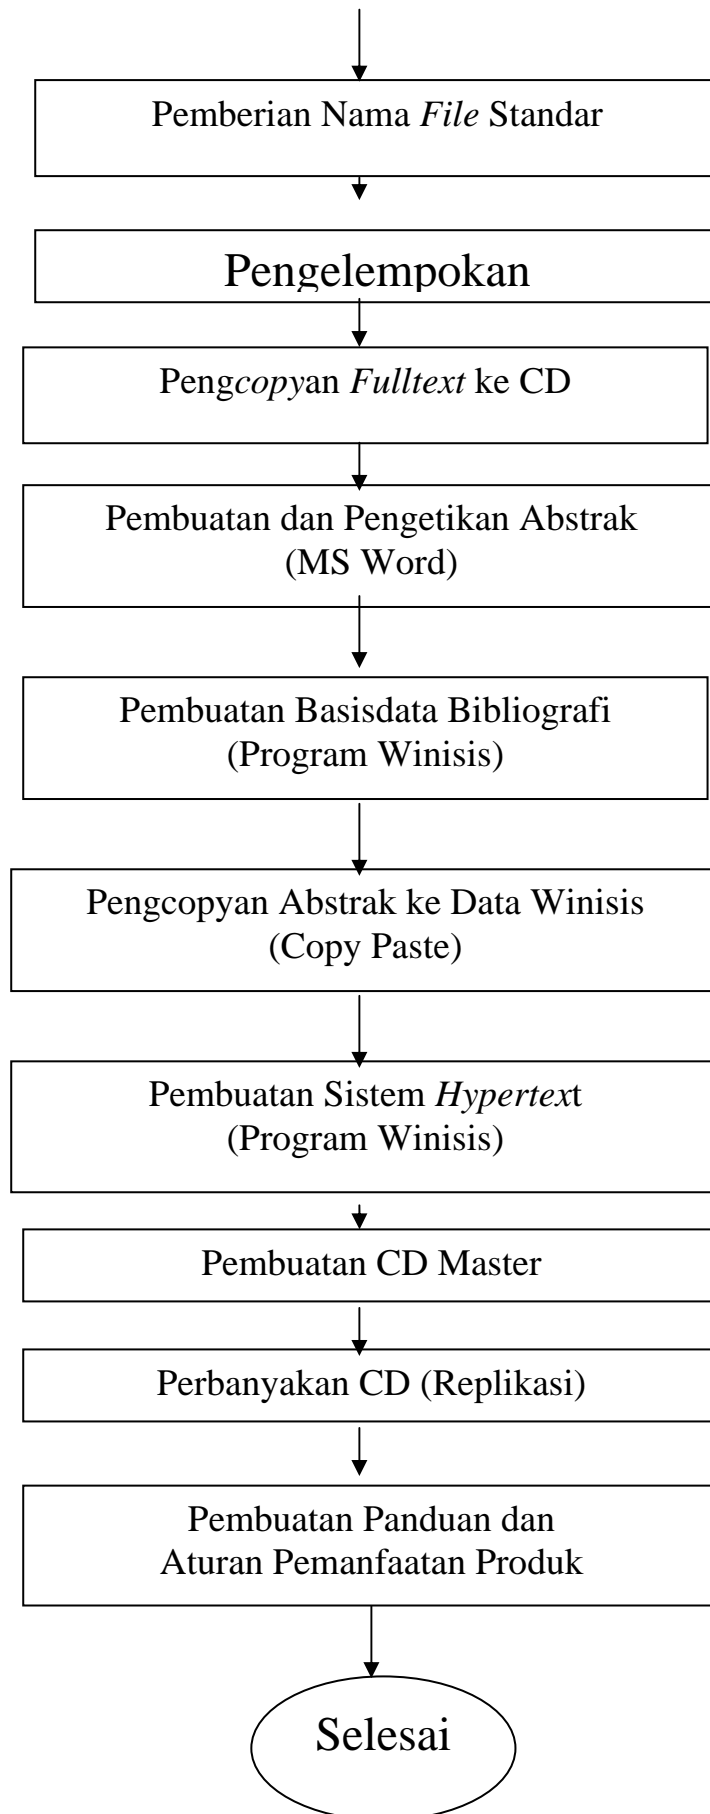 Pemberian Nama File Standar
Pengelempokan
Pengcopyan Fulltext ke CD
Pembuatan dan Pengetikan Abstrak
(MS Word)
Pembuatan Basisdata Bibliografi
(Program Winisis)
Pengcopyan Abstrak ke Data Winisis
(Copy Paste)
Pembuatan Sistem Hypertext
(Program Winisis)
Pembuatan CD Master
Perbanyakan CD (Replikasi)
Pembuatan Panduan dan
Aturan Pemanfaatan Produk
Selesai